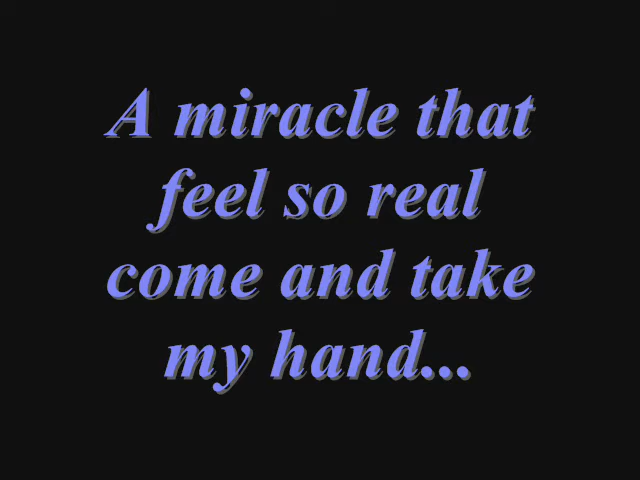 A miracle that
feel so real
come and take
my hand...